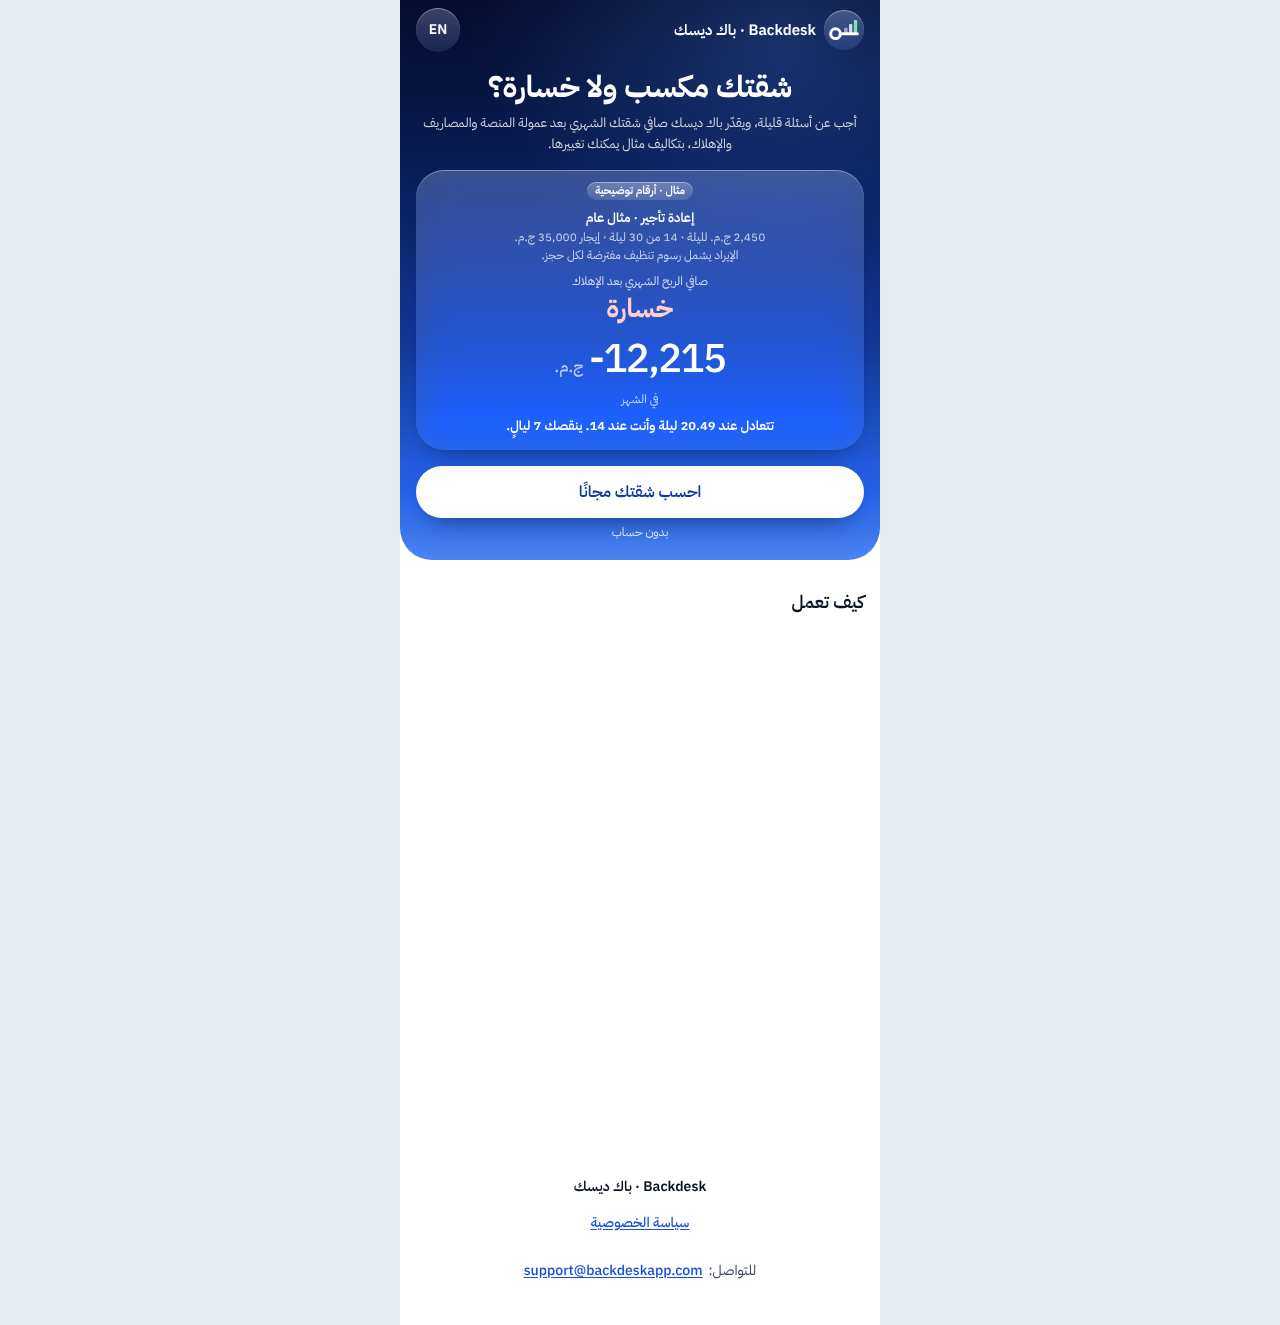 Backdesk · باك ديسك
EN
شقتك مكسب ولا خسارة؟
أجب عن أسئلة قليلة، ويقدّر باك ديسك صافي شقتك الشهري بعد عمولة المنصة والمصاريف
والإهلاك، بتكاليف مثال يمكنك تغييرها.
مثال · أرقام توضيحية
إعادة تأجير · مثال عام
2,450 ج.م. لليلة · 14 من 30 ليلة · إيجار 35,000 ج.م.
الإيراد يشمل رسوم تنظيف مفترضة لكل حجز.
صافي الربح الشهري بعد الإهلاك
خسارة
-12,215 ج.م.
في الشهر
تتعادل عند 20.49 ليلة وأنت عند 14. ينقصك 7 ليالٍ.
احسب شقتك مجانًا
بدون حساب
كيف تعمل
Backdesk · باك ديسك
سياسة الخصوصية
للتواصل: support@backdeskapp.com